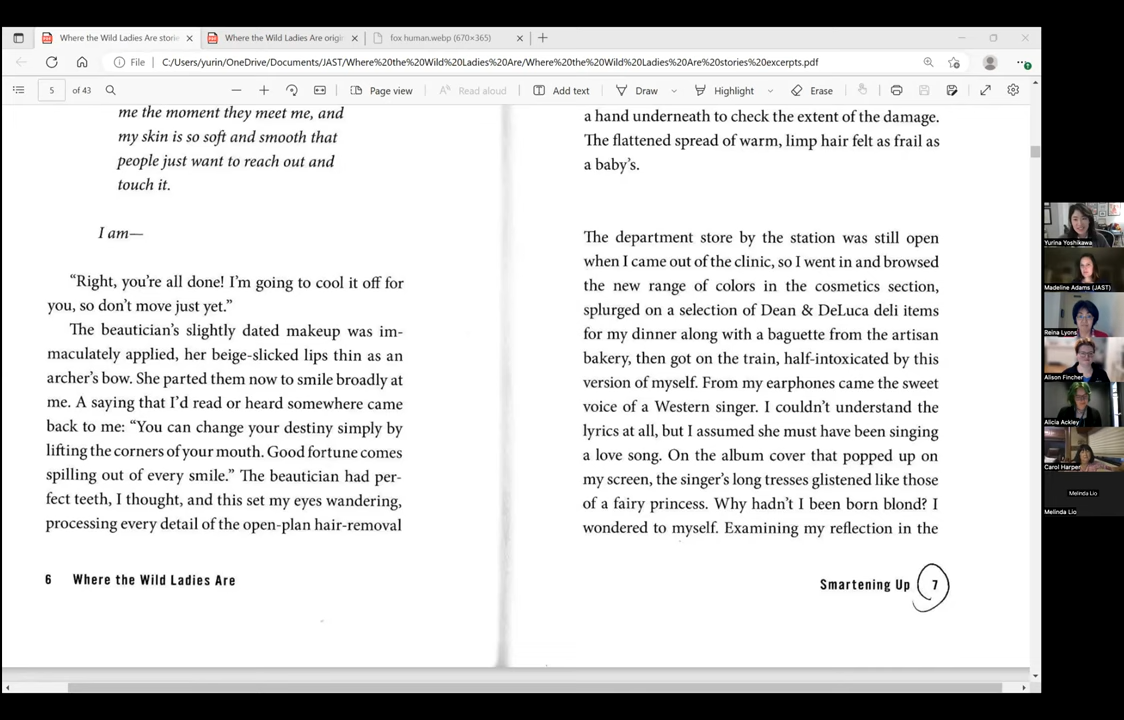 Where the Wild Ladies Are storie
Where the Wild Ladies Are origin
fox human.webp (670×365)
File
C:/Users/yurin/OneDrive/Documents/JAST/Where%20the%20Wild%20Ladies%20Are/Where%20the%20Wild%20Ladies%20Are%20stories%20excerpts.pdf
5 of 43
Page view
Read aloud
Add text
Draw
Highlight
Erase
me the moment they meet me, and
my skin is so soft and smooth that
people just want to reach out and
touch it.
I am—
“Right, you’re all done! I’m going to cool it off for
you, so don’t move just yet.”
The beautician’s slightly dated makeup was im-
maculately applied, her beige-slicked lips thin as an
archer’s bow. She parted them now to smile broadly at
me. A saying that I’d read or heard somewhere came
back to me: “You can change your destiny simply by
lifting the corners of your mouth. Good fortune comes
spilling out of every smile.” The beautician had per-
fect teeth, I thought, and this set my eyes wandering,
processing every detail of the open-plan hair-removal
6 Where the Wild Ladies Are
a hand underneath to check the extent of the damage.
The flattened spread of warm, limp hair felt as frail as
a baby’s.
The department store by the station was still open
when I came out of the clinic, so I went in and browsed
the new range of colors in the cosmetics section,
splurged on a selection of Dean & DeLuca deli items
for my dinner along with a baguette from the artisan
bakery, then got on the train, half-intoxicated by this
version of myself. From my earphones came the sweet
voice of a Western singer. I couldn’t understand the
lyrics at all, but I assumed she must have been singing
a love song. On the album cover that popped up on
my screen, the singer’s long tresses glistened like those
of a fairy princess. Why hadn’t I been born blond? I
wondered to myself. Examining my reflection in the
Smartening Up 7
Yurina Yoshikawa
Madeline Adams (JAST)
Reina Lyons
Alison Fincher
Alicia Ackley
Carol Harper
Melinda Lio
Melinda Lio